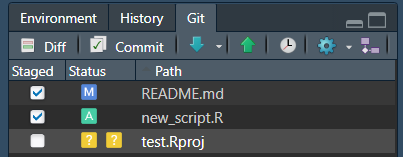 Environment History Git
Diff Commit
Staged Status Path
M README.md
A new_script.R
? ? test.Rproj